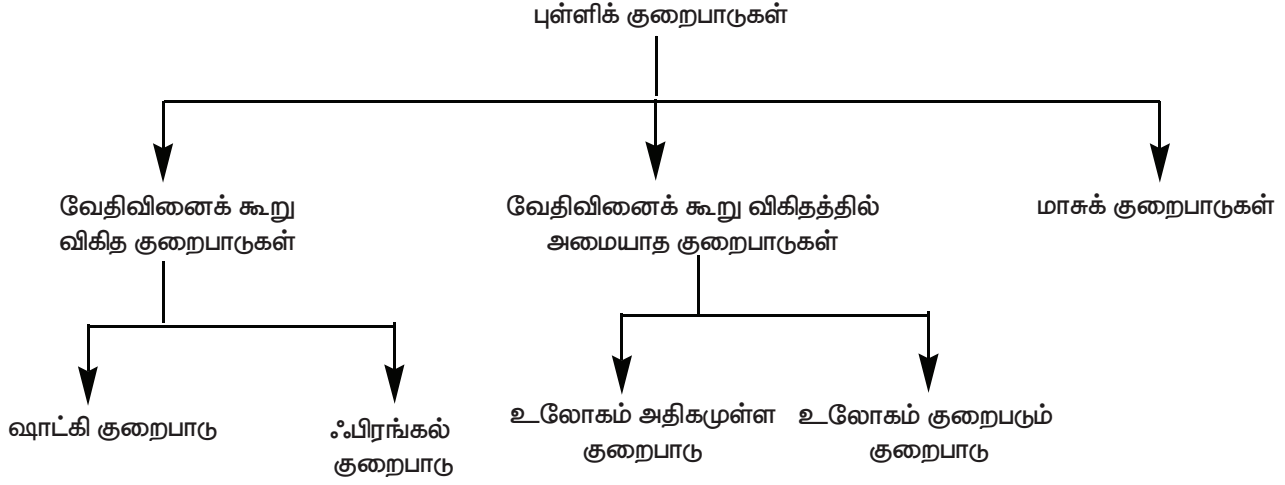 புள்ளிக் குறைபாடுகள்
வேதிவினைக் கூறு
விகித குறைபாடுகள்
வேதிவினைக் கூறு விகிதத்தில்
அமையாத குறைபாடுகள்
மாசுக் குறைபாடுகள்
ஷாட்கி குறைபாடு
ஃபிரங்கல்
குறைபாடு
உலோகம் அதிகமுள்ள
குறைபாடு
உலோகம் குறைபடும்
குறைபாடு